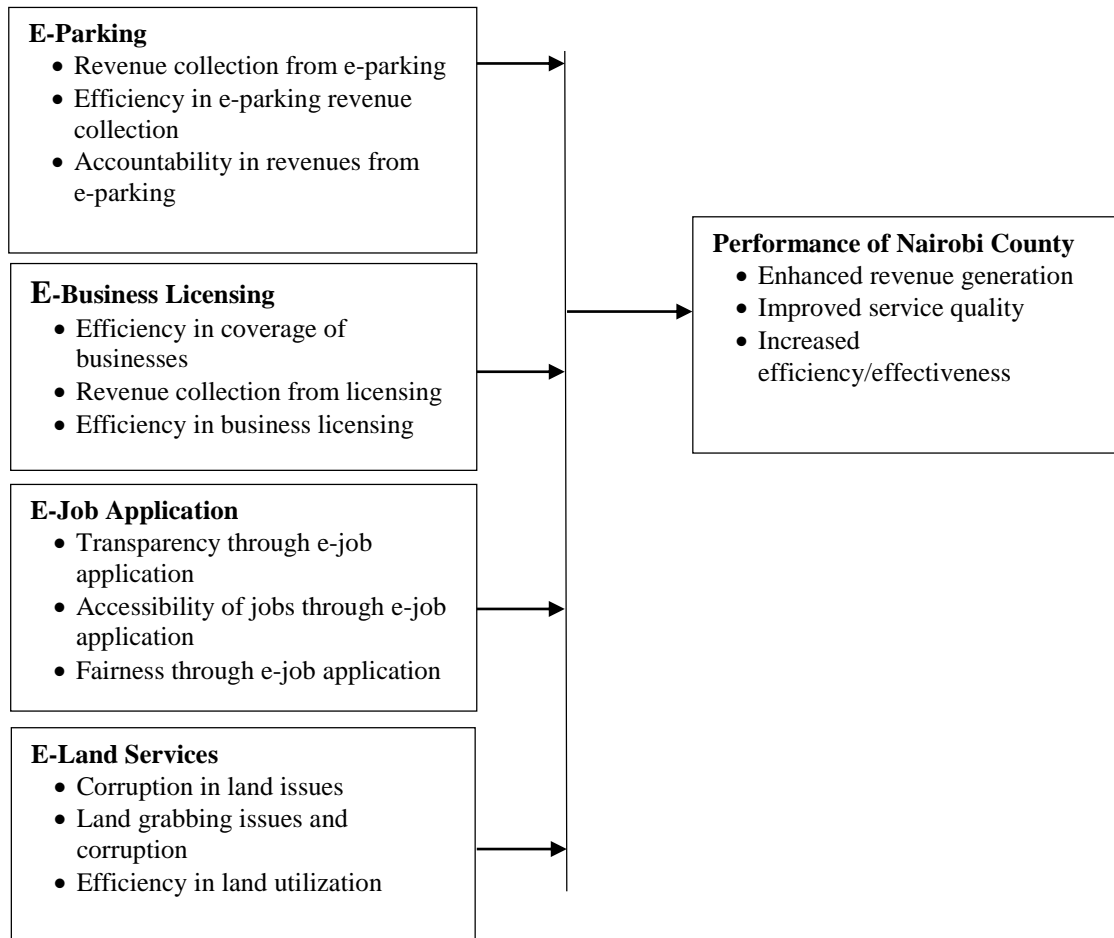 E-Parking
• Revenue collection from e-parking
• Efficiency in e-parking revenue
collection
• Accountability in revenues from
e-parking
E-Business Licensing
• Efficiency in coverage of
businesses
• Revenue collection from licensing
• Efficiency in business licensing
E-Job Application
• Transparency through e-job
application
• Accessibility of jobs through e-job
application
• Fairness through e-job application
E-Land Services
• Corruption in land issues
• Land grabbing issues and
corruption
• Efficiency in land utilization
Performance of Nairobi County
• Enhanced revenue generation
• Improved service quality
• Increased
efficiency/effectiveness